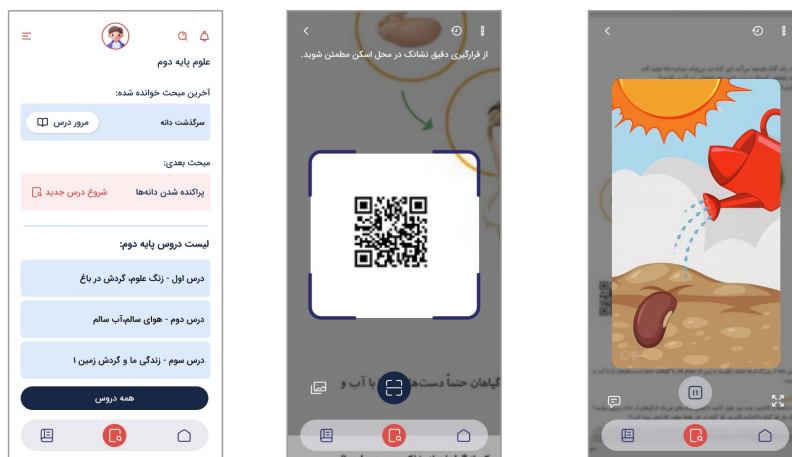 علوم پایه دوم
آخرین مبحث خوانده شده:
سرگذشت دانه
مرور درس
مبحث بعدی:
پراکنده شدن دانه‌ها
شروع درس جدید
لیست دروس پایه دوم:
درس اول - زنگ علوم، گردش در باغ
درس دوم - هوای سالم،آب سالم
درس سوم - زندگی ما و گردش زمین ۱
همه دروس
از قرارگیری دقیق نشانک در محل اسکن مطمئن شوید.
گیاهان حتماً دست‌ها با آب و